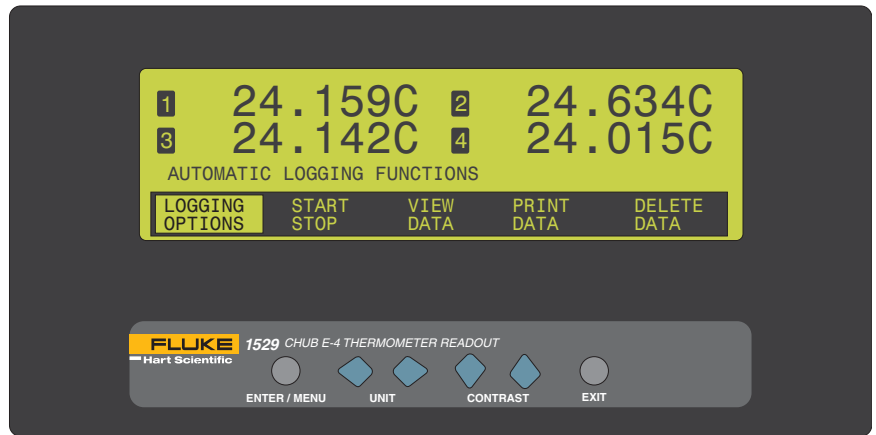 1 24.159C 2 24.634C
3 24.142C 4 24.015C
AUTOMATIC LOGGING FUNCTIONS
LOGGING START VIEW PRINT DELETE
OPTIONS STOP DATA DATA DATA
FLUKE 1529 CHUB E-4 THERMOMETER READOUT
Hart Scientific
ENTER / MENU UNIT CONTRAST EXIT